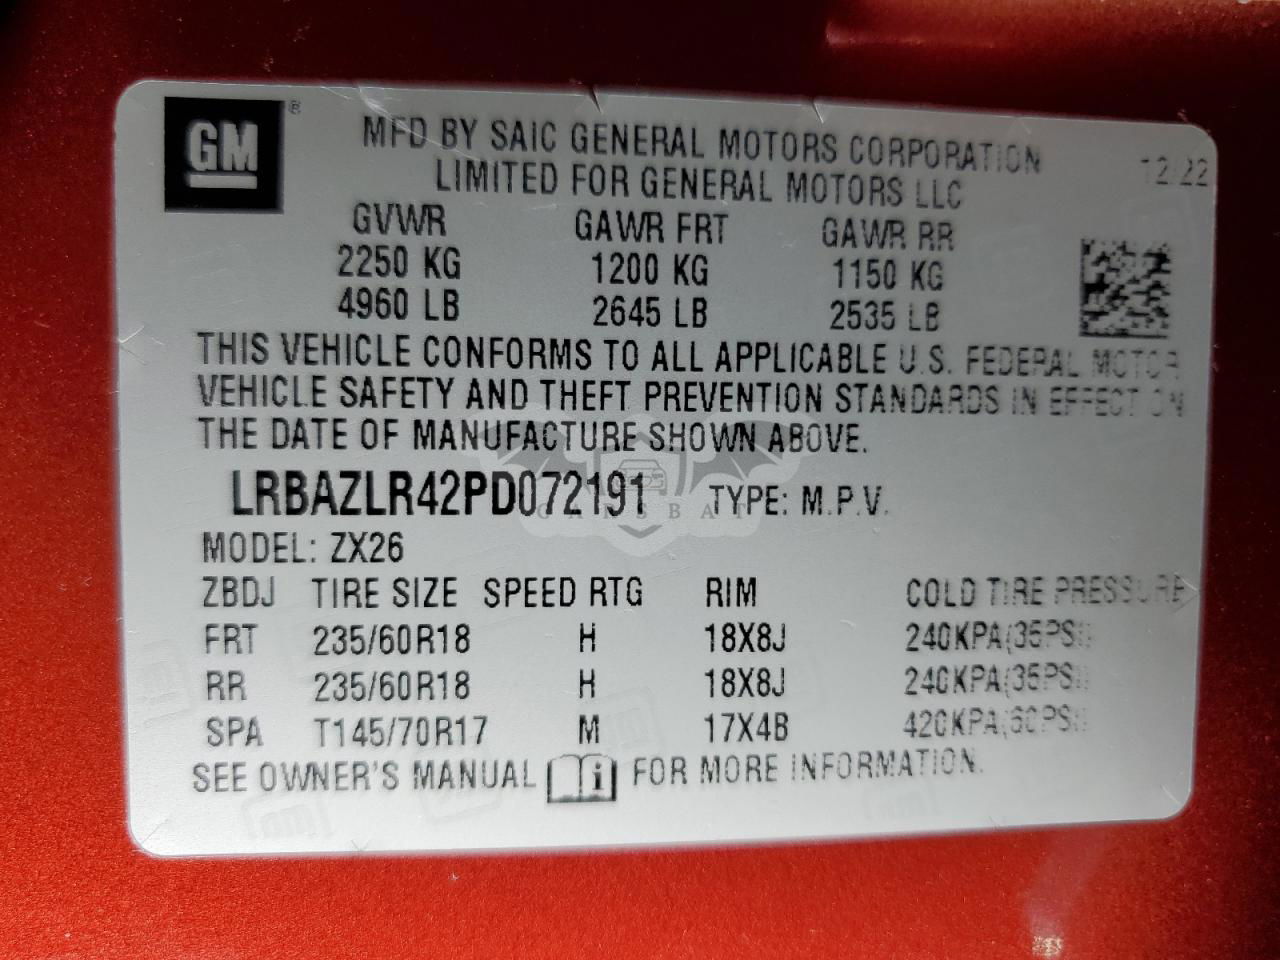 GM ®
MFD BY SAIC GENERAL MOTORS CORPORATION
LIMITED FOR GENERAL MOTORS LLC
12/22
GVWR GAWR FRT GAWR RR
2250 KG 1200 KG 1150 KG
4960 LB 2645 LB 2535 LB
THIS VEHICLE CONFORMS TO ALL APPLICABLE U.S. FEDERAL MOTOR
VEHICLE SAFETY AND THEFT PREVENTION STANDARDS IN EFFECT ON
THE DATE OF MANUFACTURE SHOWN ABOVE.
LRBAZLR42PD072191 TYPE: M.P.V.
CARSBAT
MODEL: ZX26
ZBDJ TIRE SIZE SPEED RTG RIM COLD TIRE PRESSURE
FRT 235/60R18 H 18X8J 240KPA(35PSI)
RR 235/60R18 H 18X8J 240KPA(35PSI)
SPA T145/70R17 M 17X4B 420KPA(60PSI)
SEE OWNER'S MANUAL i FOR MORE INFORMATION.